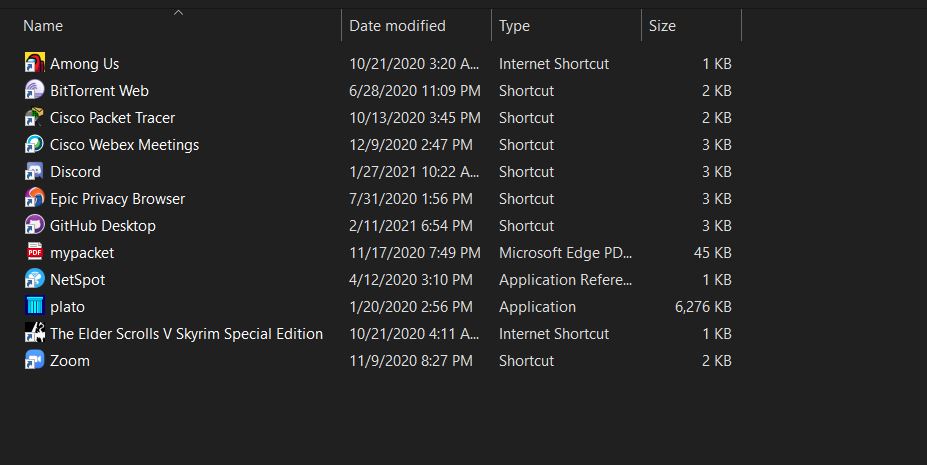 Name Date modified Type Size
Among Us 10/21/2020 3:20 A... Internet Shortcut 1 KB
BitTorrent Web 6/28/2020 11:09 PM Shortcut 2 KB
Cisco Packet Tracer 10/13/2020 3:45 PM Shortcut 2 KB
Cisco Webex Meetings 12/9/2020 2:47 PM Shortcut 3 KB
Discord 1/27/2021 10:22 A... Shortcut 3 KB
Epic Privacy Browser 7/31/2020 1:56 PM Shortcut 3 KB
GitHub Desktop 2/11/2021 6:54 PM Shortcut 3 KB
PDF mypacket 11/17/2020 7:49 PM Microsoft Edge PD... 45 KB
NetSpot 4/12/2020 3:10 PM Application Refere... 1 KB
plato 1/20/2020 2:56 PM Application 6,276 KB
The Elder Scrolls V Skyrim Special Edition 10/21/2020 4:11 A... Internet Shortcut 1 KB
Zoom 11/9/2020 8:27 PM Shortcut 2 KB